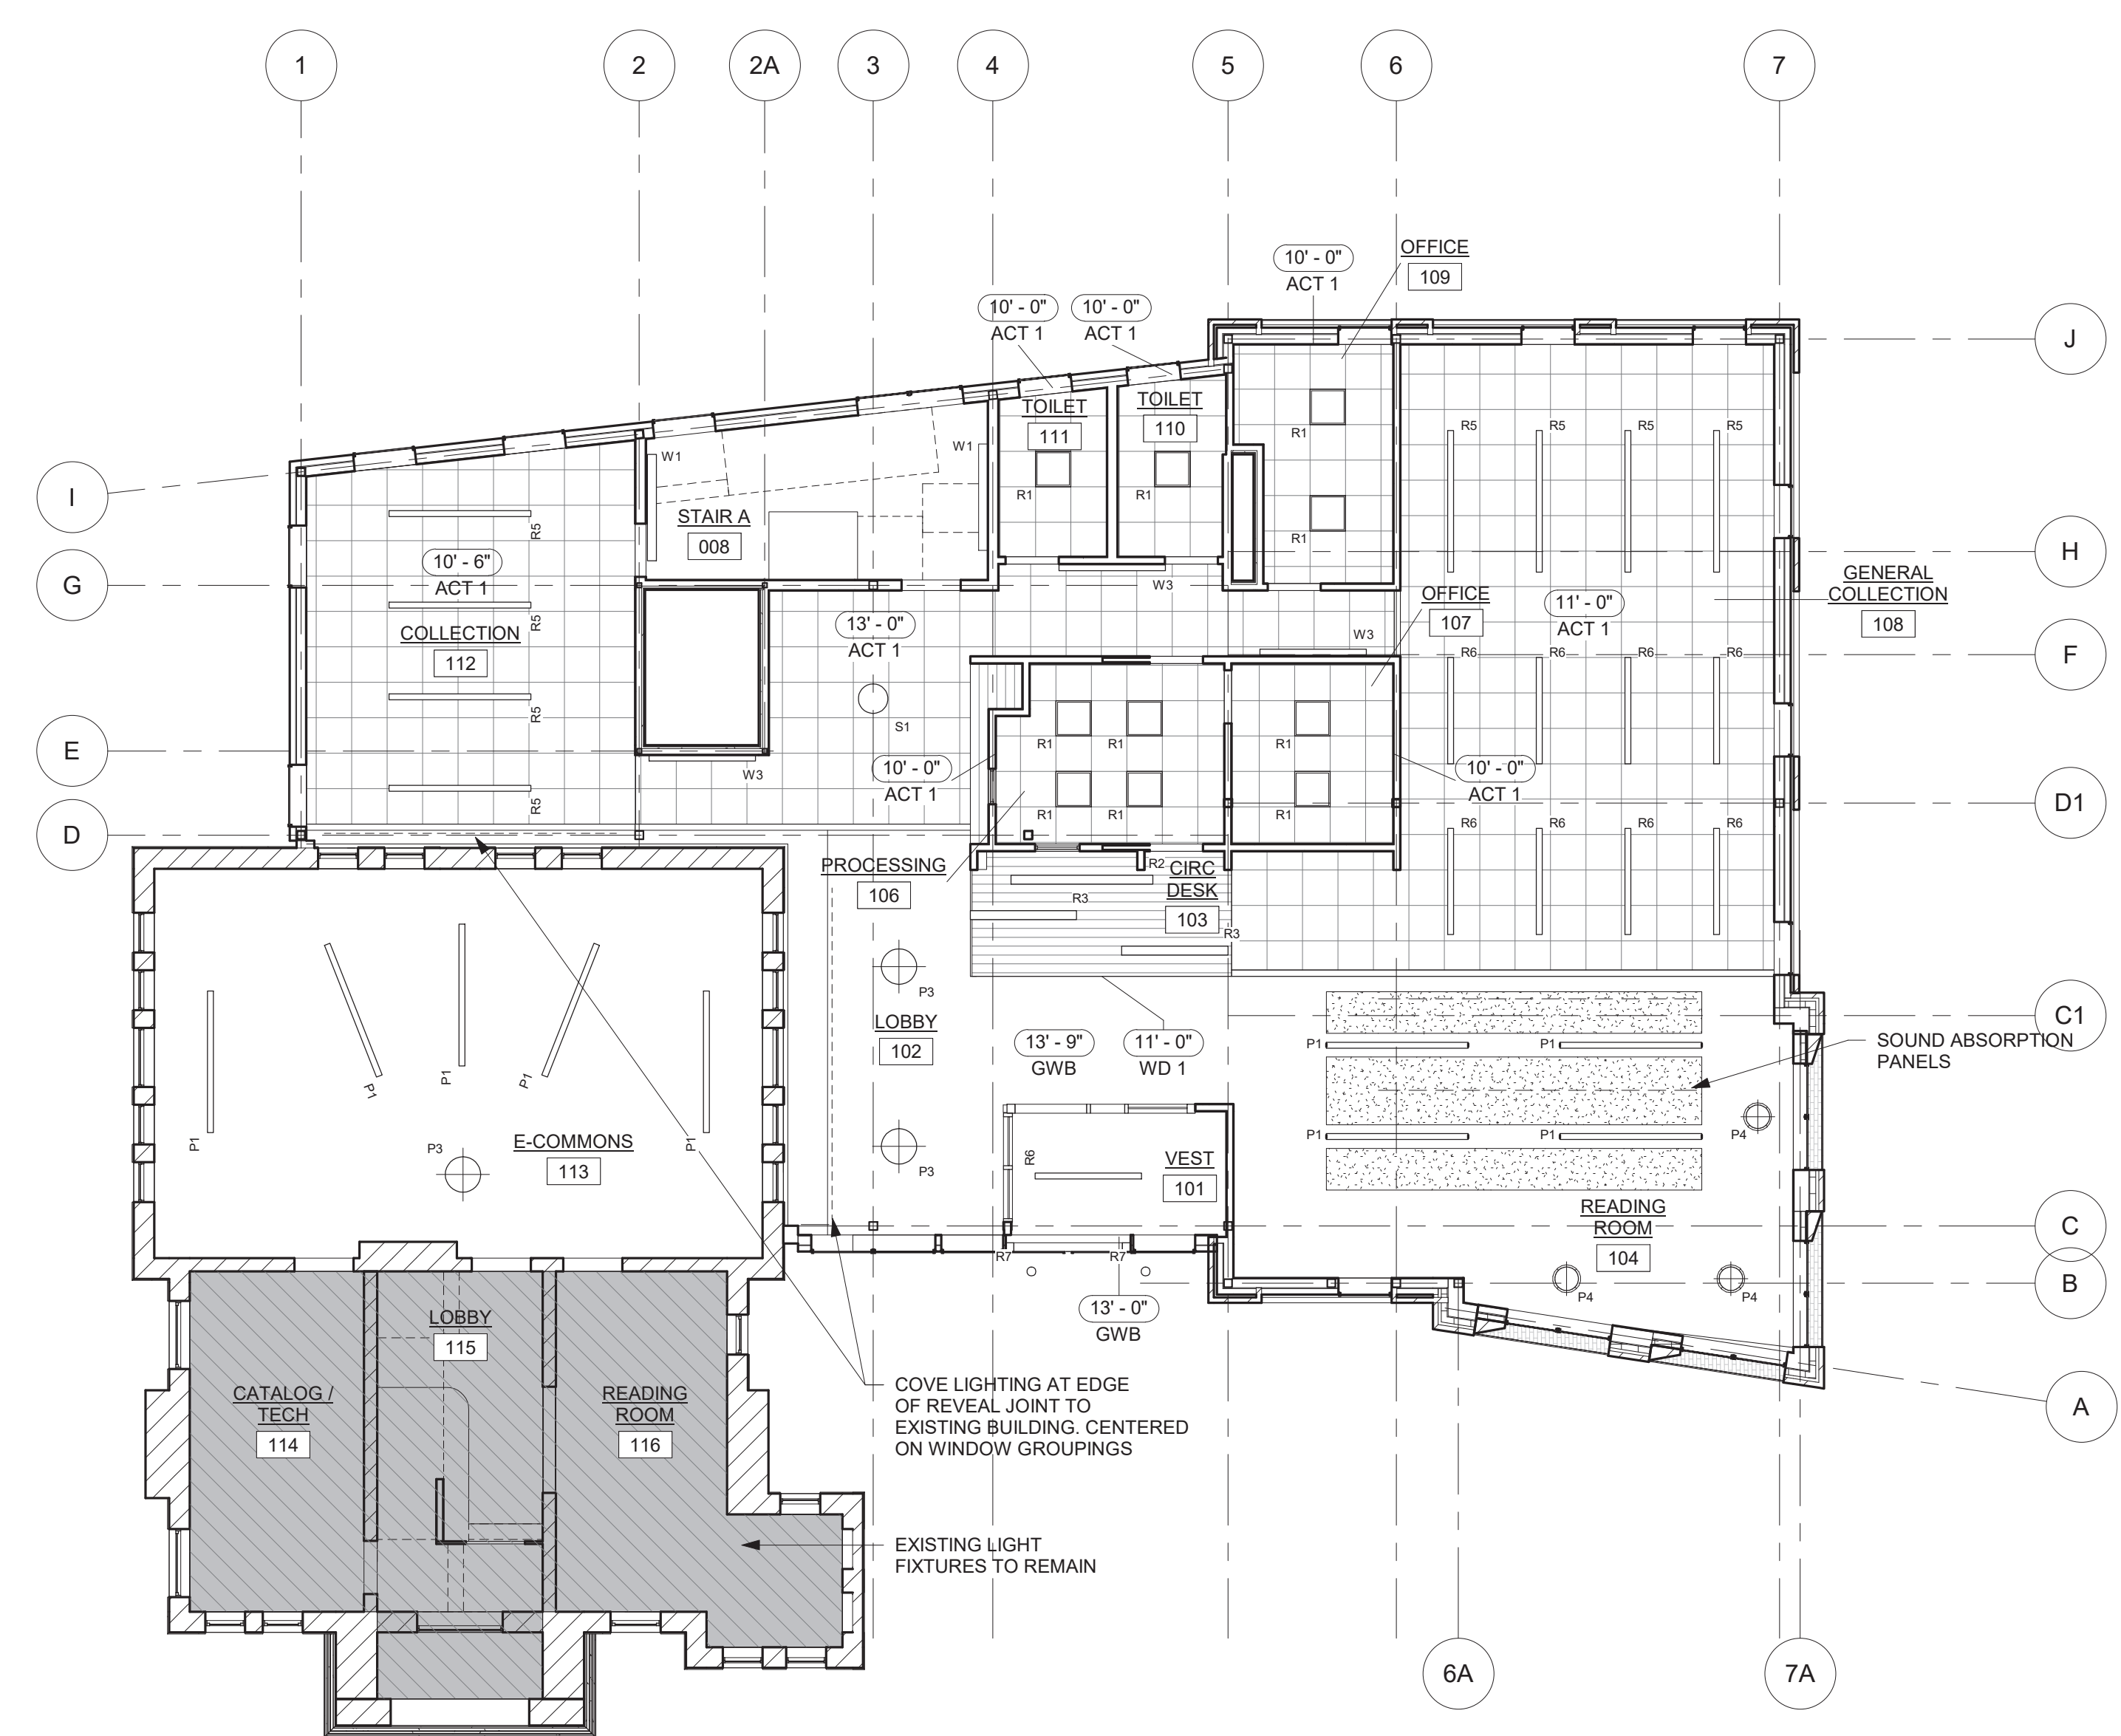 1
2
2A
3
4
5
6
7
OFFICE
109
10' - 0"
ACT 1
10' - 0"
ACT 1
10' - 0"
ACT 1
J
TOILET
111
R1
TOILET
110
R1
R1
R1
R5
R5
R5
R5
I
W1
W1
STAIR A
008
R5
10' - 6"
ACT 1
H
G
W3
GENERAL
COLLECTION
108
OFFICE
107
11' - 0"
ACT 1
R5
COLLECTION
112
13' - 0"
ACT 1
W3
F
R6
R6
R6
R6
R5
S1
R1
R1
R1
E
W3
10' - 0"
ACT 1
10' - 0"
ACT 1
R5
D1
R1
R1
R1
R6
R6
R6
R6
D
PROCESSING
106
R2
CIRC
DESK
103
R3
R3
P3
LOBBY
102
13' - 9"
GWB
11' - 0"
WD 1
C1
SOUND ABSORPTION
PANELS
P1
P1
P1
P1
P1
P1
P1
P1
P1
P4
E-COMMONS
113
P3
P3
R6
VEST
101
READING
ROOM
104
C
R7
R7
B
P4
P4
13' - 0"
GWB
LOBBY
115
CATALOG /
TECH
114
READING
ROOM
116
COVE LIGHTING AT EDGE
OF REVEAL JOINT TO
EXISTING BUILDING. CENTERED
ON WINDOW GROUPINGS
A
EXISTING LIGHT
FIXTURES TO REMAIN
6A
7A